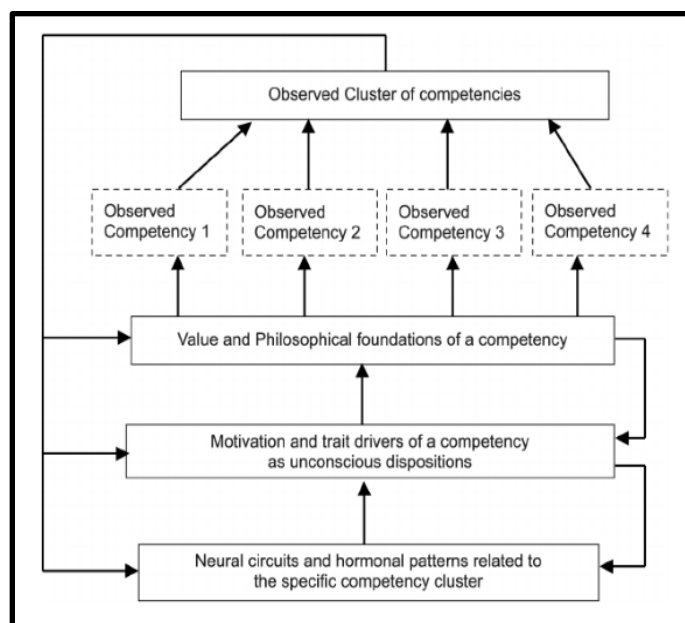 Observed Cluster of competencies
Observed
Competency 1
Observed
Competency 2
Observed
Competency 3
Observed
Competency 4
Value and Philosophical foundations of a competency
Motivation and trait drivers of a competency
as unconscious dispositions
Neural circuits and hormonal patterns related to
the specific competency cluster